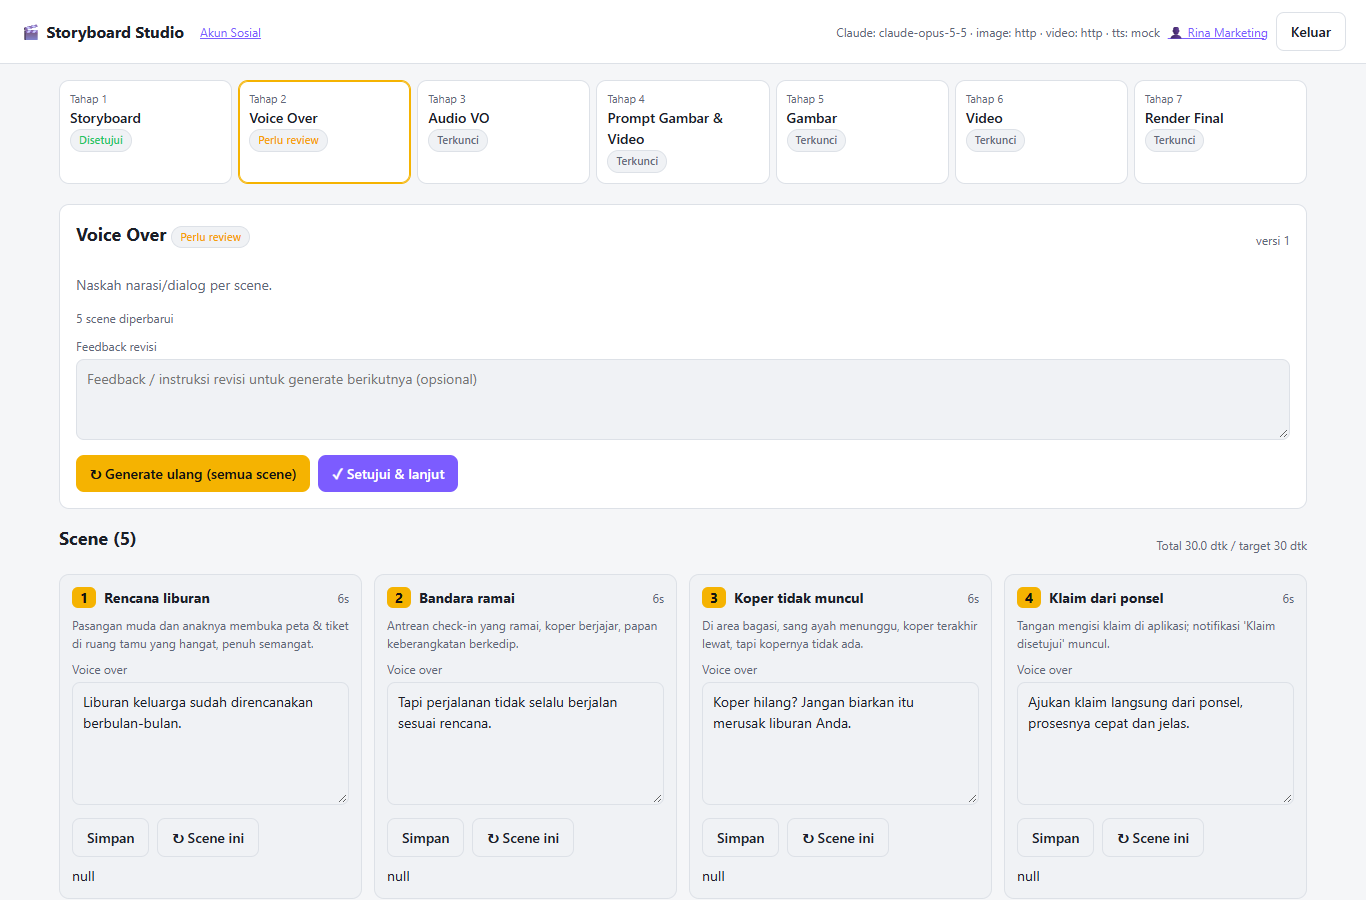 Storyboard Studio
Akun Sosial
Claude: claude-opus-5-5 · image: http · video: http · tts: mock
Rina Marketing
Keluar
Tahap 1
Storyboard
Disetujui
Tahap 2
Voice Over
Perlu review
Tahap 3
Audio VO
Terkunci
Tahap 4
Prompt Gambar &
Video
Terkunci
Tahap 5
Gambar
Terkunci
Tahap 6
Video
Terkunci
Tahap 7
Render Final
Terkunci
Voice Over
Perlu review
versi 1
Naskah narasi/dialog per scene.
5 scene diperbarui
Feedback revisi
Feedback / instruksi revisi untuk generate berikutnya (opsional)
↻ Generate ulang (semua scene)
✓ Setujui & lanjut
Scene (5)
Total 30.0 dtk / target 30 dtk
1
Rencana liburan
6s
Pasangan muda dan anaknya membuka peta & tiket
di ruang tamu yang hangat, penuh semangat.
Voice over
Liburan keluarga sudah direncanakan
berbulan-bulan.
Simpan
↻ Scene ini
null
2
Bandara ramai
6s
Antrean check-in yang ramai, koper berjajar, papan
keberangkatan berkedip.
Voice over
Tapi perjalanan tidak selalu berjalan
sesuai rencana.
Simpan
↻ Scene ini
null
3
Koper tidak muncul
6s
Di area bagasi, sang ayah menunggu, koper terakhir
lewat, tapi kopernya tidak ada.
Voice over
Koper hilang? Jangan biarkan itu
merusak liburan Anda.
Simpan
↻ Scene ini
null
4
Klaim dari ponsel
6s
Tangan mengisi klaim di aplikasi; notifikasi 'Klaim
disetujui' muncul.
Voice over
Ajukan klaim langsung dari ponsel,
prosesnya cepat dan jelas.
Simpan
↻ Scene ini
null